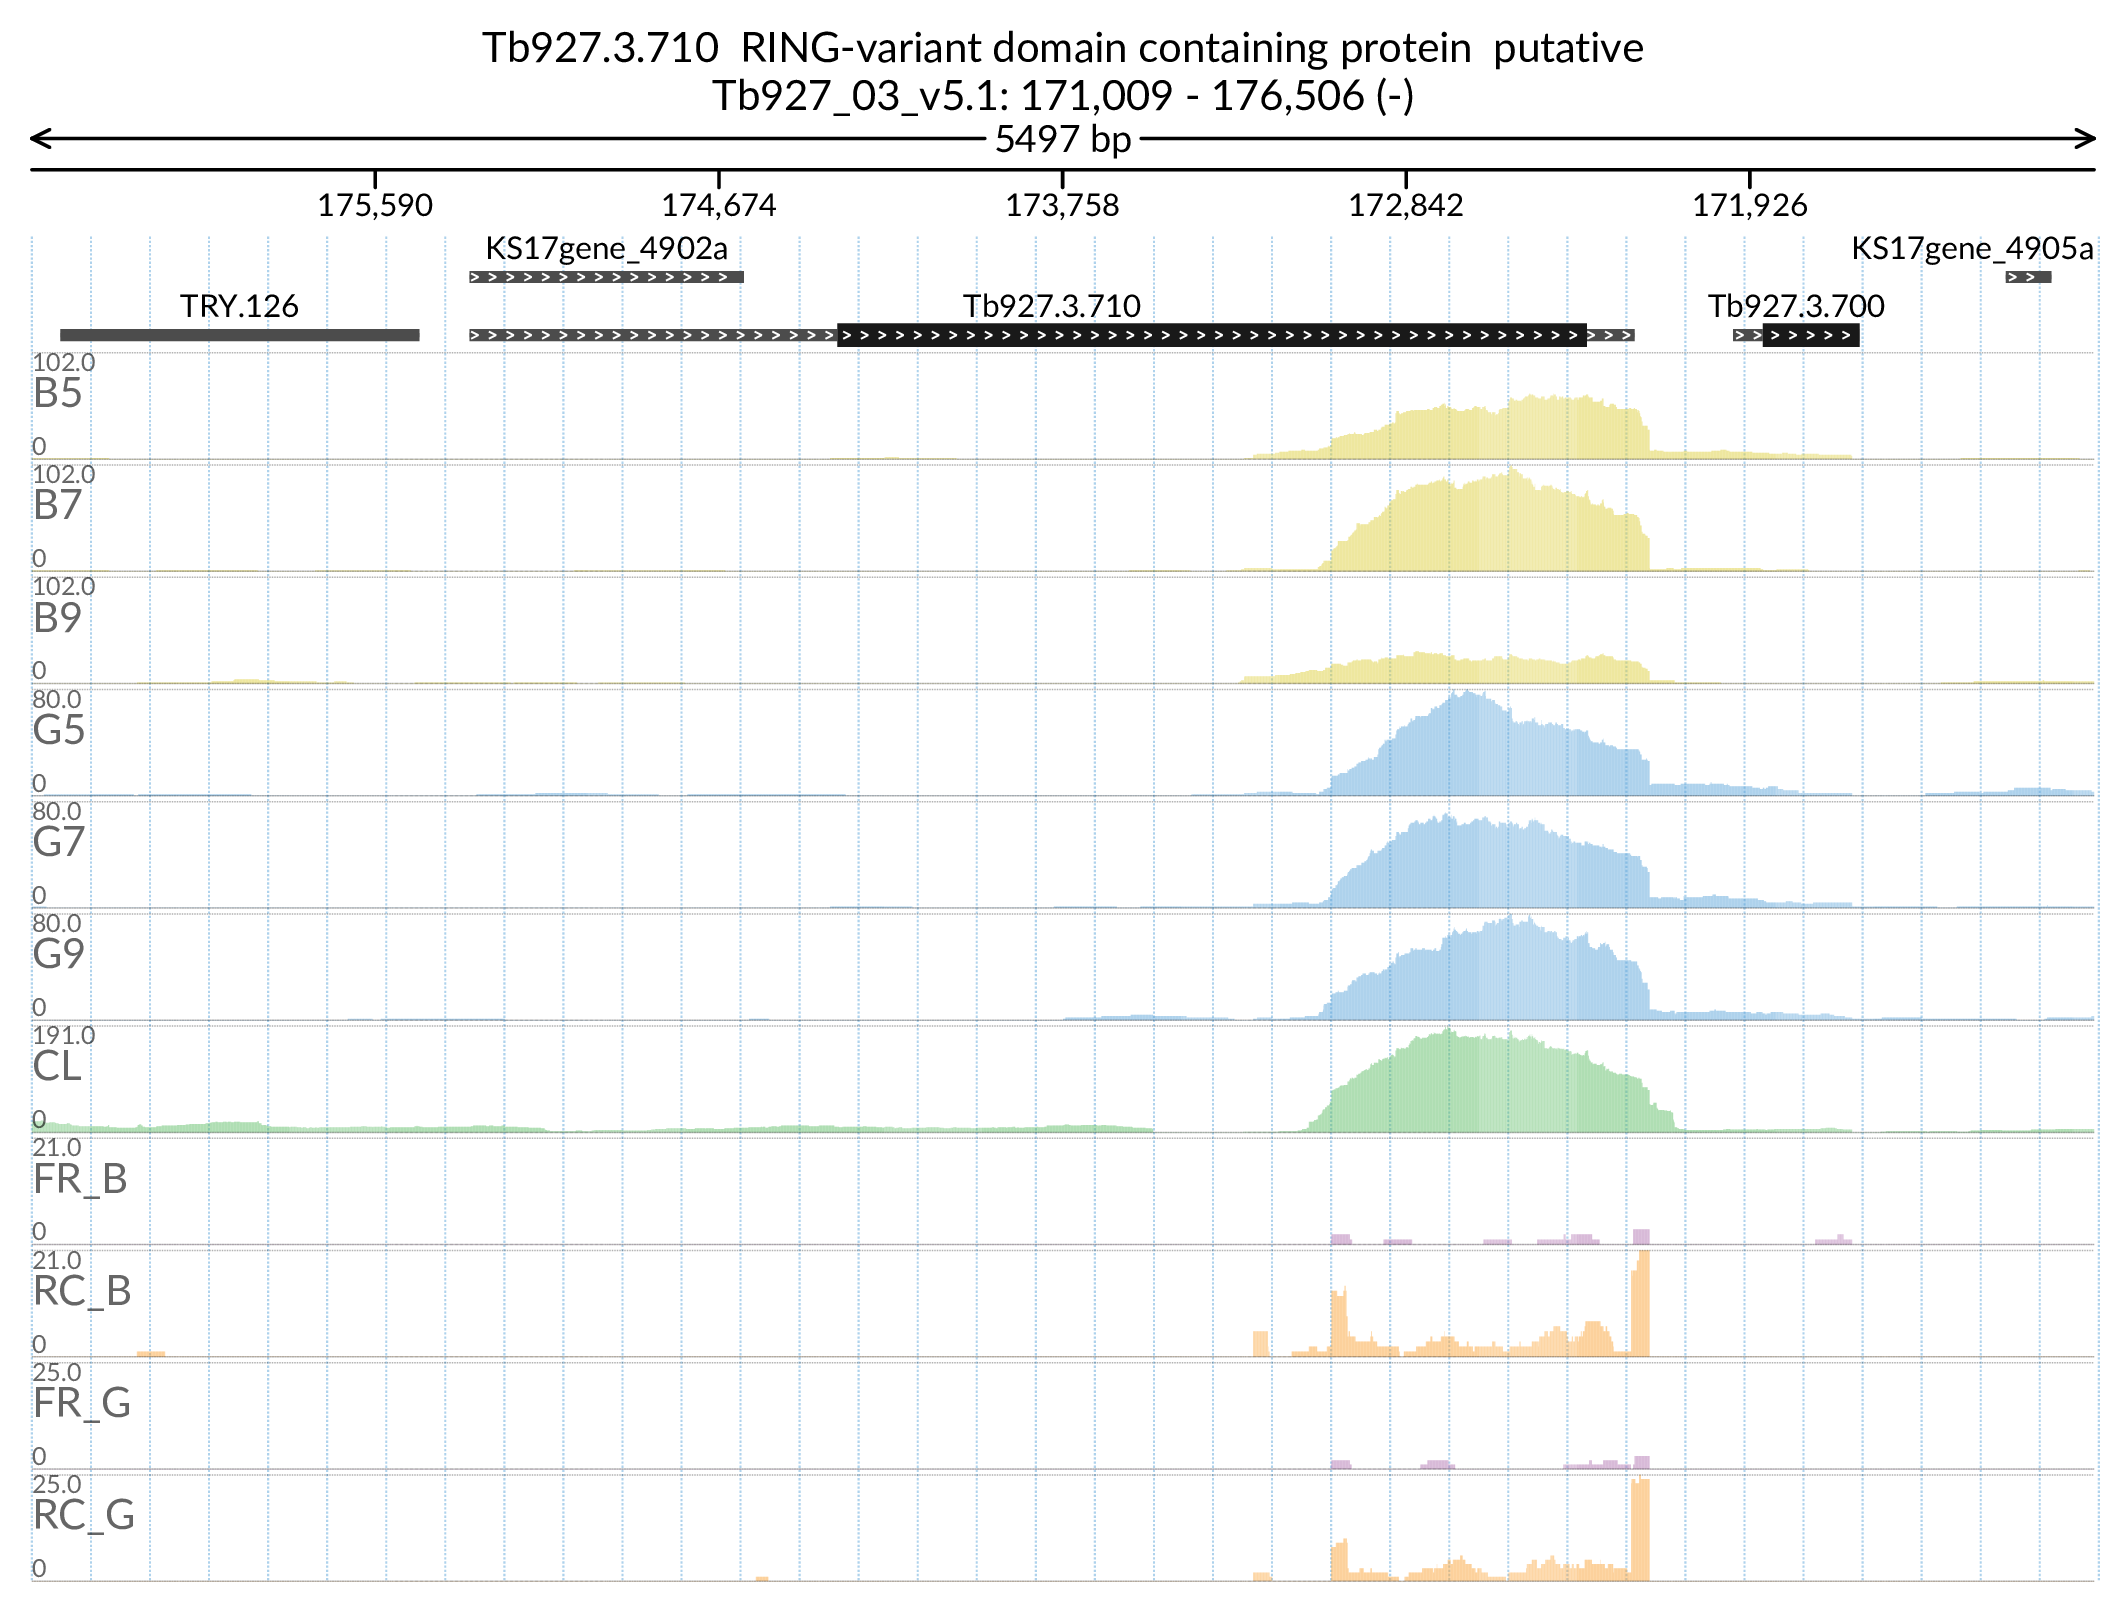 Tb927.3.710  RING-variant domain containing protein  putative
Tb927_03_v5.1: 171,009 - 176,506 (-)
5497 bp
175,590 174,674 173,758 172,842 171,926
KS17gene_4902a KS17gene_4905a
TRY.126 Tb927.3.710 Tb927.3.700
102.0
B5
0
102.0
B7
0
102.0
B9
0
80.0
G5
0
80.0
G7
0
80.0
G9
0
191.0
CL
0
21.0
FR_B
0
21.0
RC_B
0
25.0
FR_G
0
25.0
RC_G
0